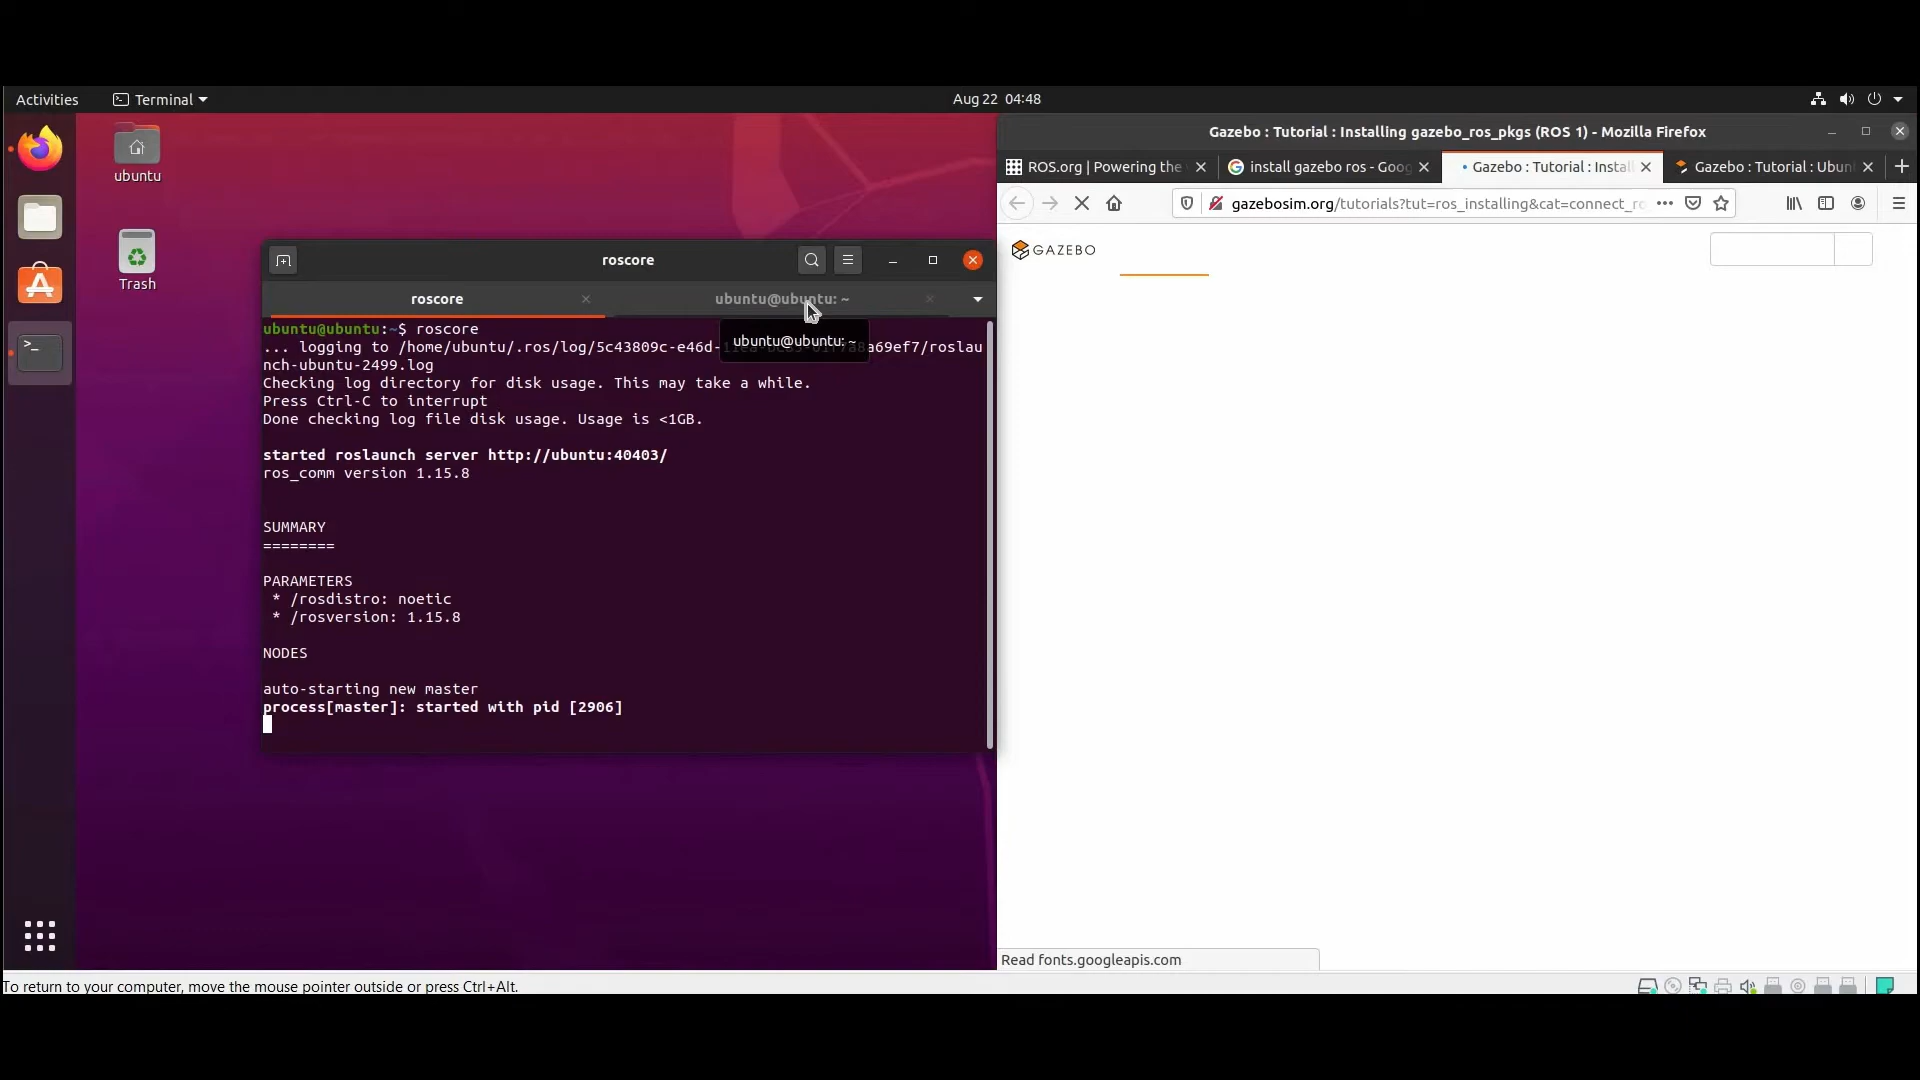 Activities
Terminal
Aug 22 04:48
ubuntu
Trash
roscore
roscore
ubuntu@ubuntu: ~
ubuntu@ubuntu: ~
ubuntu@ubuntu:~$ roscore
... logging to /home/ubuntu/.ros/log/5c43809c-e46d- a69ef7/roslau
nch-ubuntu-2499.log
Checking log directory for disk usage. This may take a while.
Press Ctrl-C to interrupt
Done checking log file disk usage. Usage is <1GB.
started roslaunch server http://ubuntu:40403/
ros_comm version 1.15.8
SUMMARY
========
PARAMETERS
* /rosdistro: noetic
* /rosversion: 1.15.8
NODES
auto-starting new master
process[master]: started with pid [2906]
Gazebo : Tutorial : Installing gazebo_ros_pkgs (ROS 1) - Mozilla Firefox
ROS.org | Powering the
install gazebo ros - Goog
Gazebo : Tutorial : Install
Gazebo : Tutorial : Ubun
gazebosim.org/tutorials?tut=ros_installing&cat=connect_ro
GAZEBO
Read fonts.googleapis.com
To return to your computer, move the mouse pointer outside or press Ctrl+Alt.